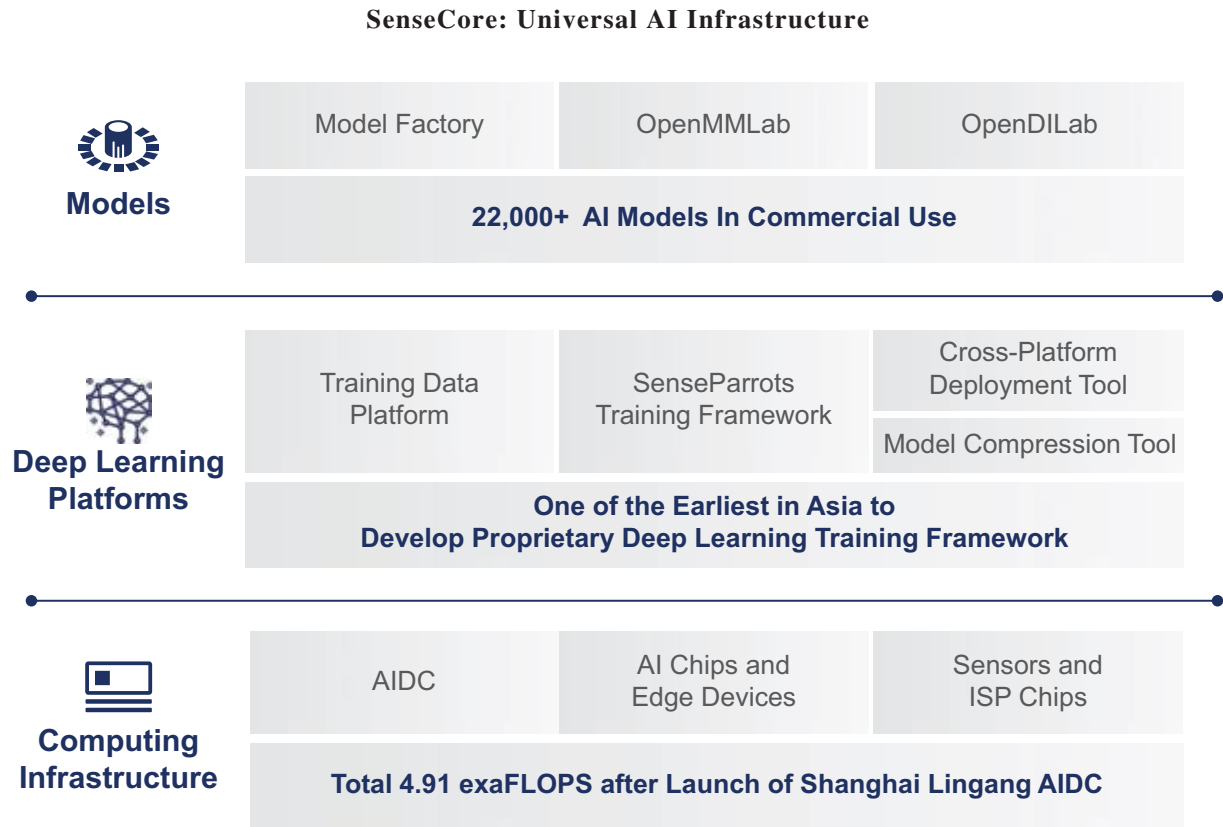 SenseCore: Universal AI Infrastructure
Models
Model Factory
OpenMMLab
OpenDILab
22,000+ AI Models In Commercial Use
Deep Learning
Platforms
Training Data
Platform
SenseParrots
Training Framework
Cross-Platform
Deployment Tool
Model Compression Tool
One of the Earliest in Asia to
Develop Proprietary Deep Learning Training Framework
Computing
Infrastructure
AIDC
AI Chips and
Edge Devices
Sensors and
ISP Chips
Total 4.91 exaFLOPS after Launch of Shanghai Lingang AIDC